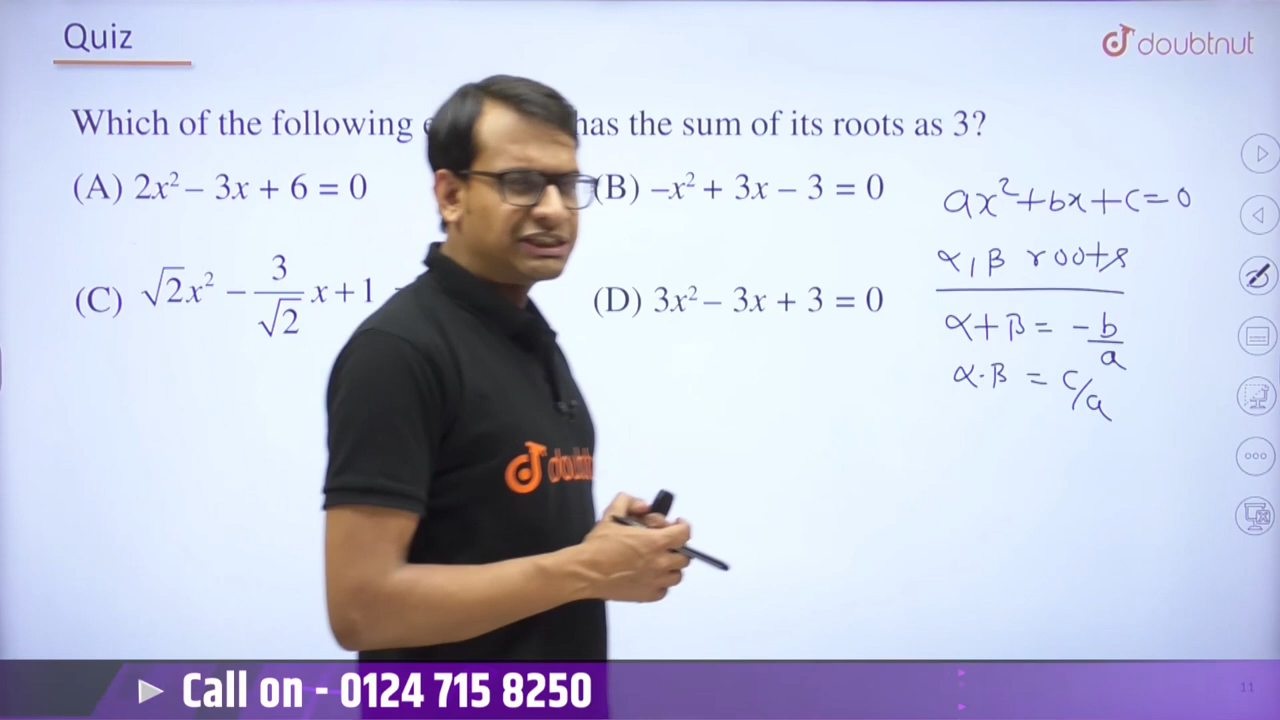 Quiz
doubtnut
Which of the following has the sum of its roots as 3?
(A) 2x² – 3x + 6 = 0
(B) –x² + 3x – 3 = 0
(C) √2x² – 3/√2 x + 1
(D) 3x² – 3x + 3 = 0
ax²+bx+c=0
α, β roots
α+β = -b/a
α·β = c/a
Call on - 0124 715 8250
11